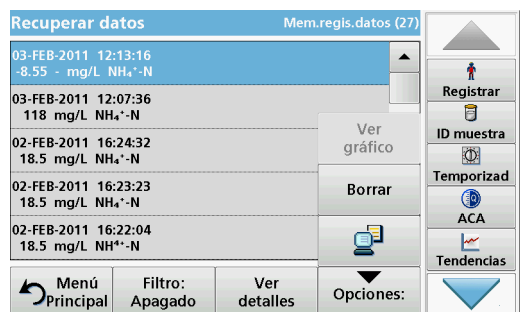 Recuperar datos
Mem.regis.datos (27)
03-FEB-2011 12:13:16
-8.55 - mg/L NH₄⁺-N
03-FEB-2011 12:07:36
118 mg/L NH₄⁺-N
02-FEB-2011 16:24:32
18.5 mg/L NH₄⁺-N
02-FEB-2011 16:23:23
18.5 mg/L NH₄⁺-N
02-FEB-2011 16:22:04
18.5 mg/L NH⁴⁺-N
Ver
gráfico
Borrar
Menú
Principal
Filtro:
Apagado
Ver
detalles
Opciones:
Registrar
ID muestra
Temporizad
ACA
Tendencias